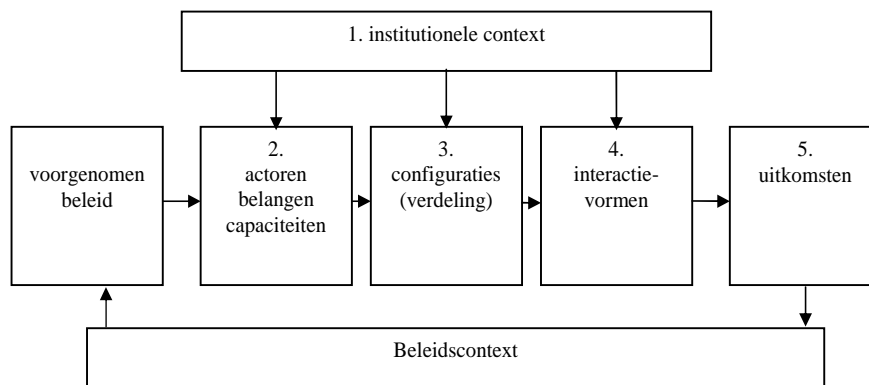 1. institutionele context
voorgenomen
beleid
2.
actoren
belangen
capaciteiten
3.
configuraties
(verdeling)
4.
interactie-
vormen
5.
uitkomsten
Beleidscontext